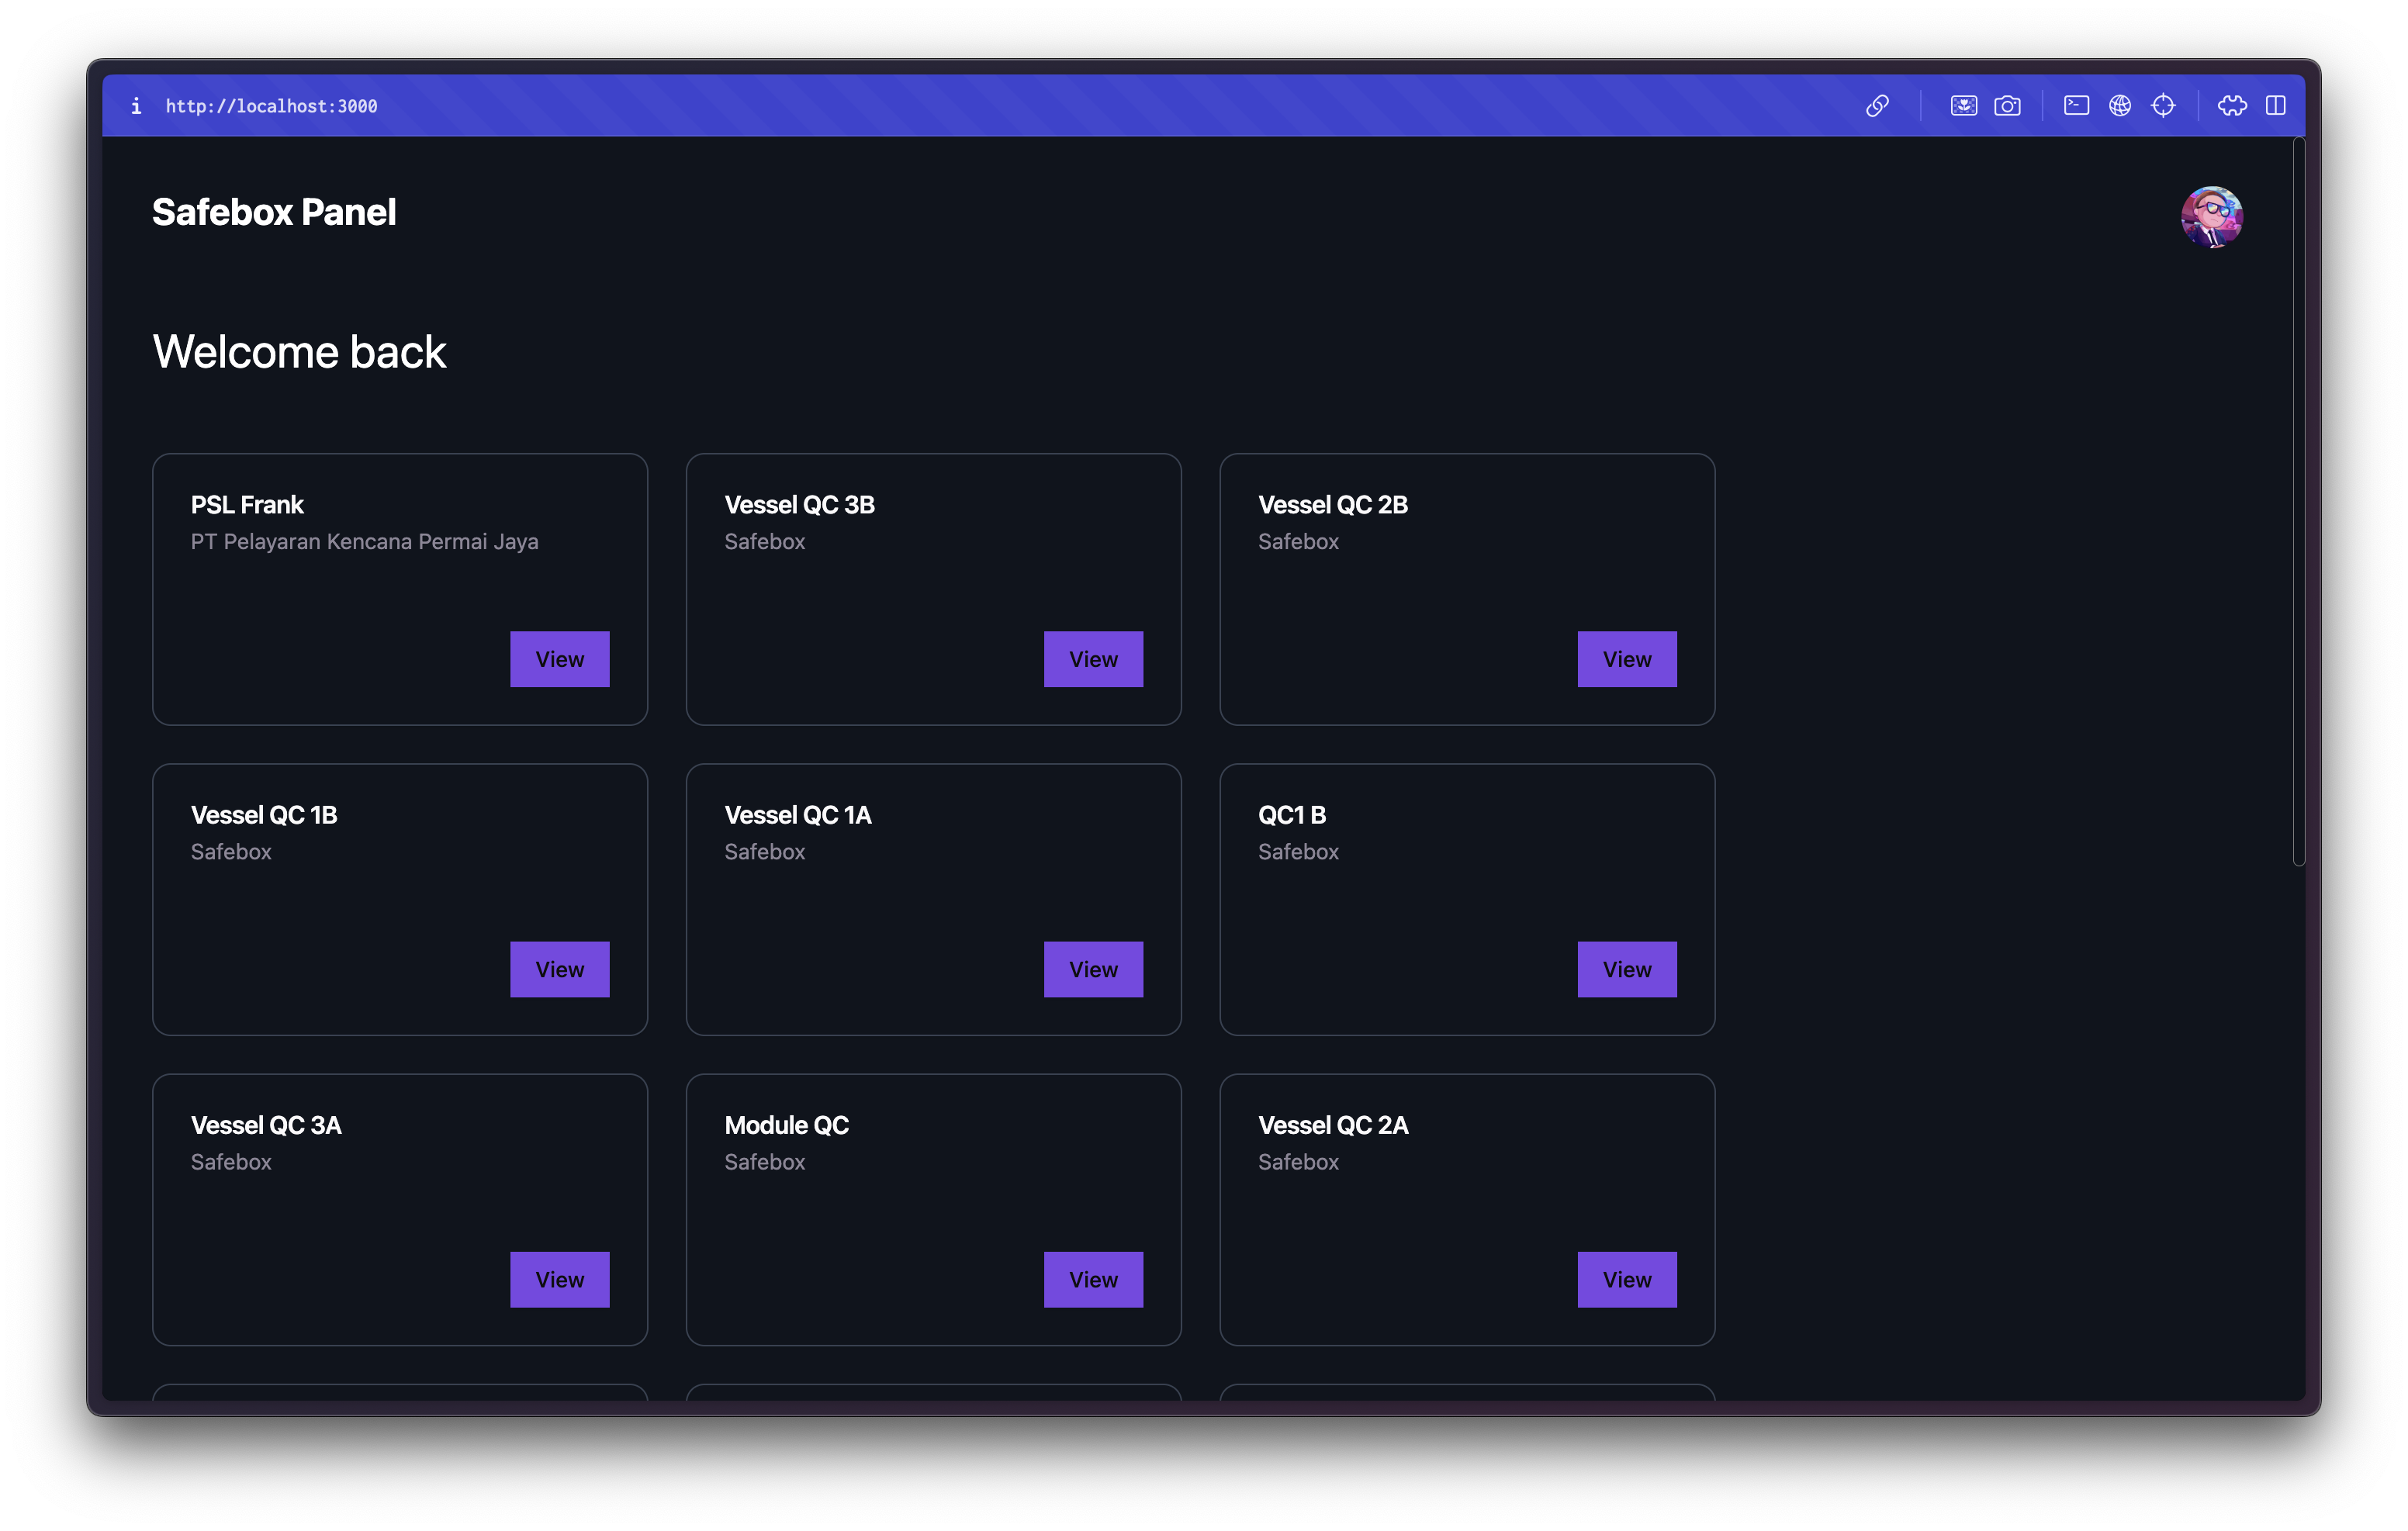 http://localhost:3000
Safebox Panel
Welcome back
PSL Frank
PT Pelayaran Kencana Permai Jaya
View
Vessel QC 3B
Safebox
View
Vessel QC 2B
Safebox
View
Vessel QC 1B
Safebox
View
Vessel QC 1A
Safebox
View
QC1 B
Safebox
View
Vessel QC 3A
Safebox
View
Module QC
Safebox
View
Vessel QC 2A
Safebox
View